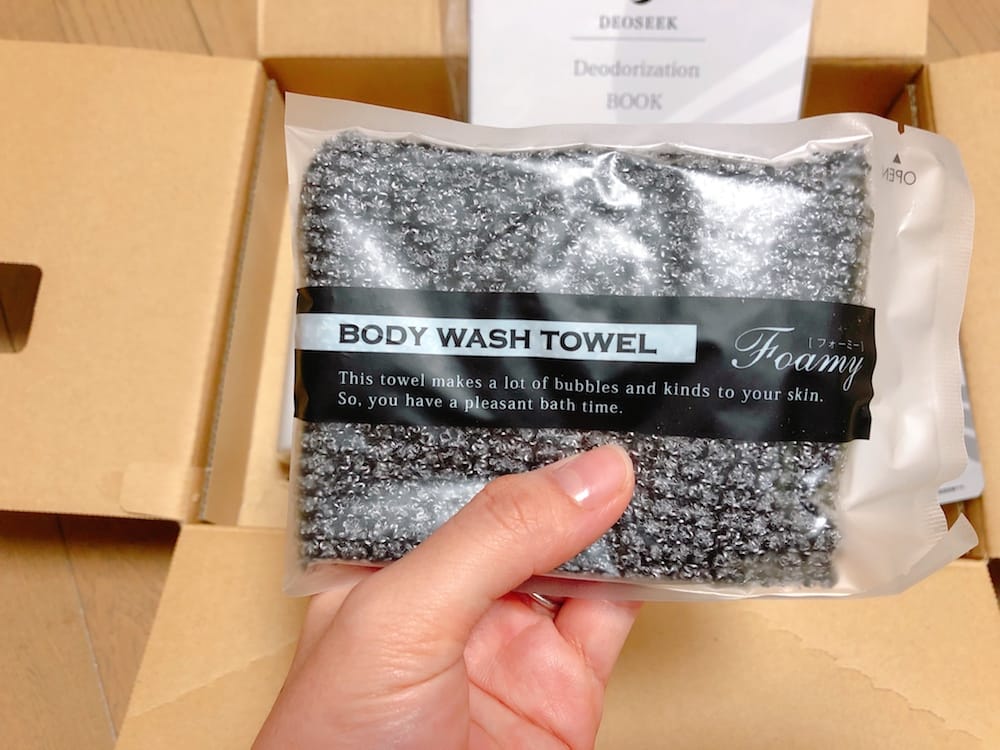 DEOSEEK
Deodorization
BOOK
OPEN
BODY WASH TOWEL
Foamy
[フォーミー]
This towel makes a lot of bubbles and kinds to your skin.
So, you have a pleasant bath time.